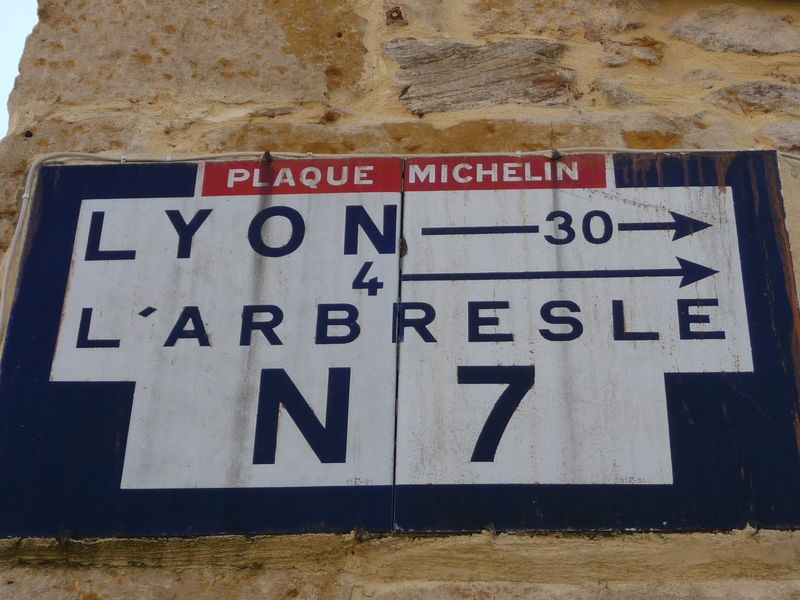 PLAQUE MICHELIN
LYON 30
4
L'ARBRESLE
N 7